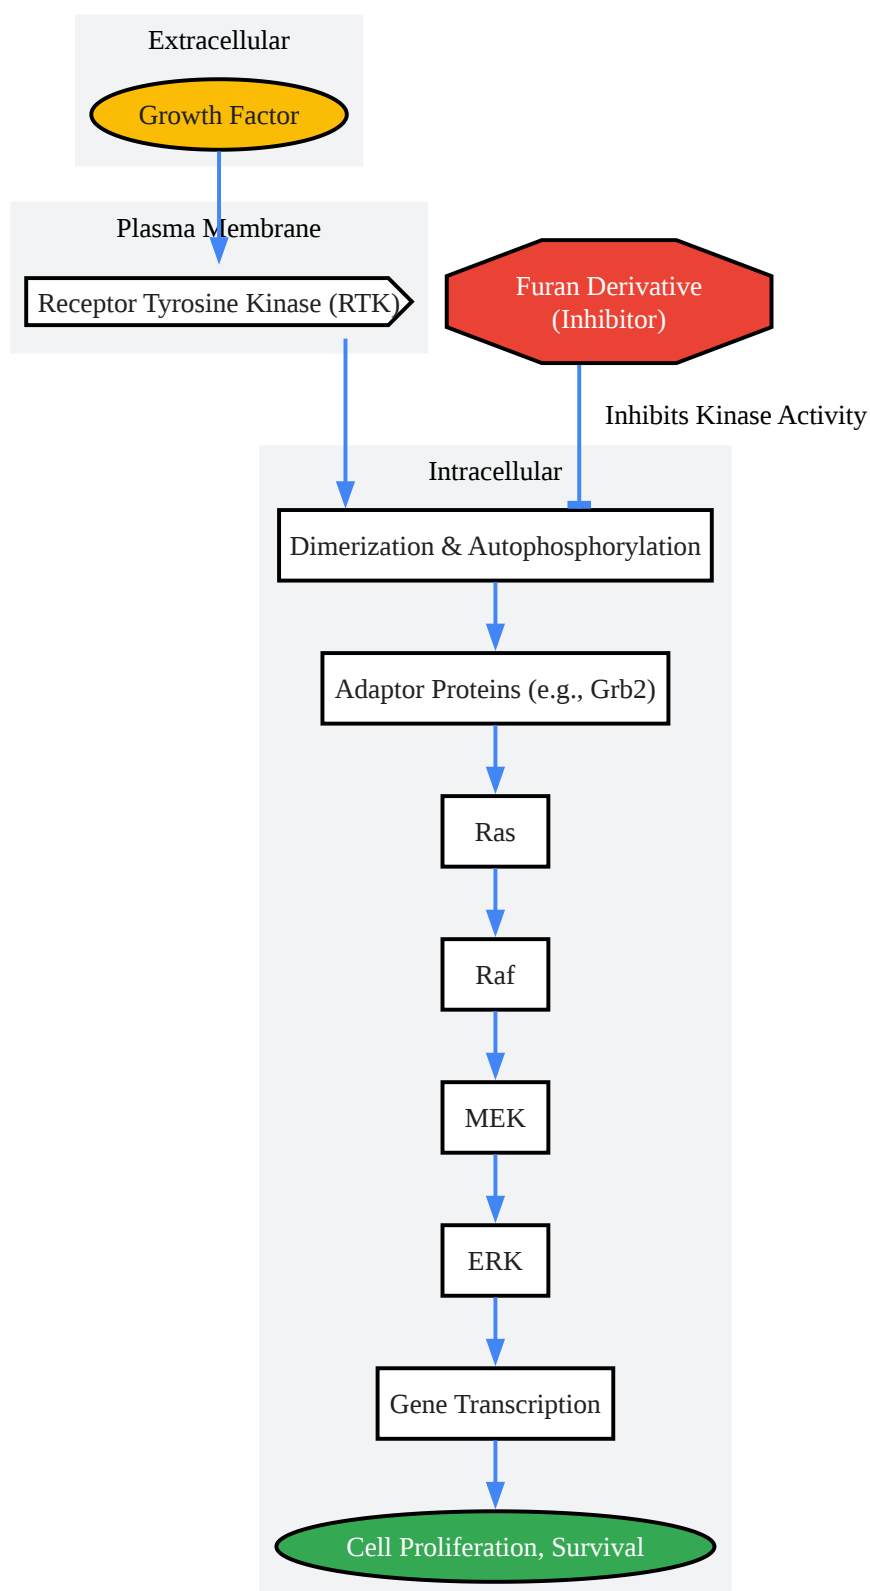 Extracellular
Growth Factor
Plasma Membrane
Receptor Tyrosine Kinase (RTK)
Furan Derivative
(Inhibitor)
Inhibits Kinase Activity
Intracellular
Dimerization & Autophosphorylation
Adaptor Proteins (e.g., Grb2)
Ras
Raf
MEK
ERK
Gene Transcription
Cell Proliferation, Survival